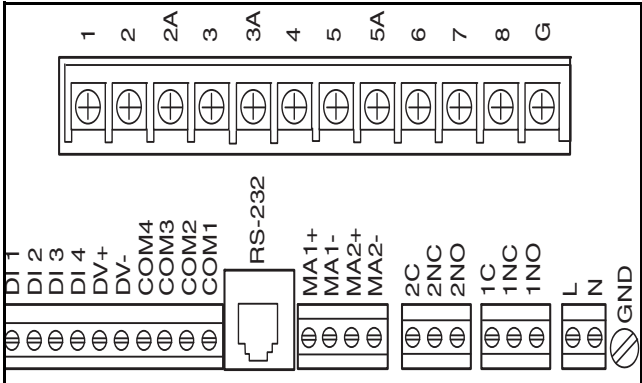 1 2 2A 3 3A 4 5 5A 6 7 8 G
DI 1
DI 2
DI 3
DI 4
DV+
DV-
COM4
COM3
COM2
COM1
RS-232
MA1+
MA1-
MA2+
MA2-
2C
2NC
2NO
1C
1NC
1NO
L
N
GND